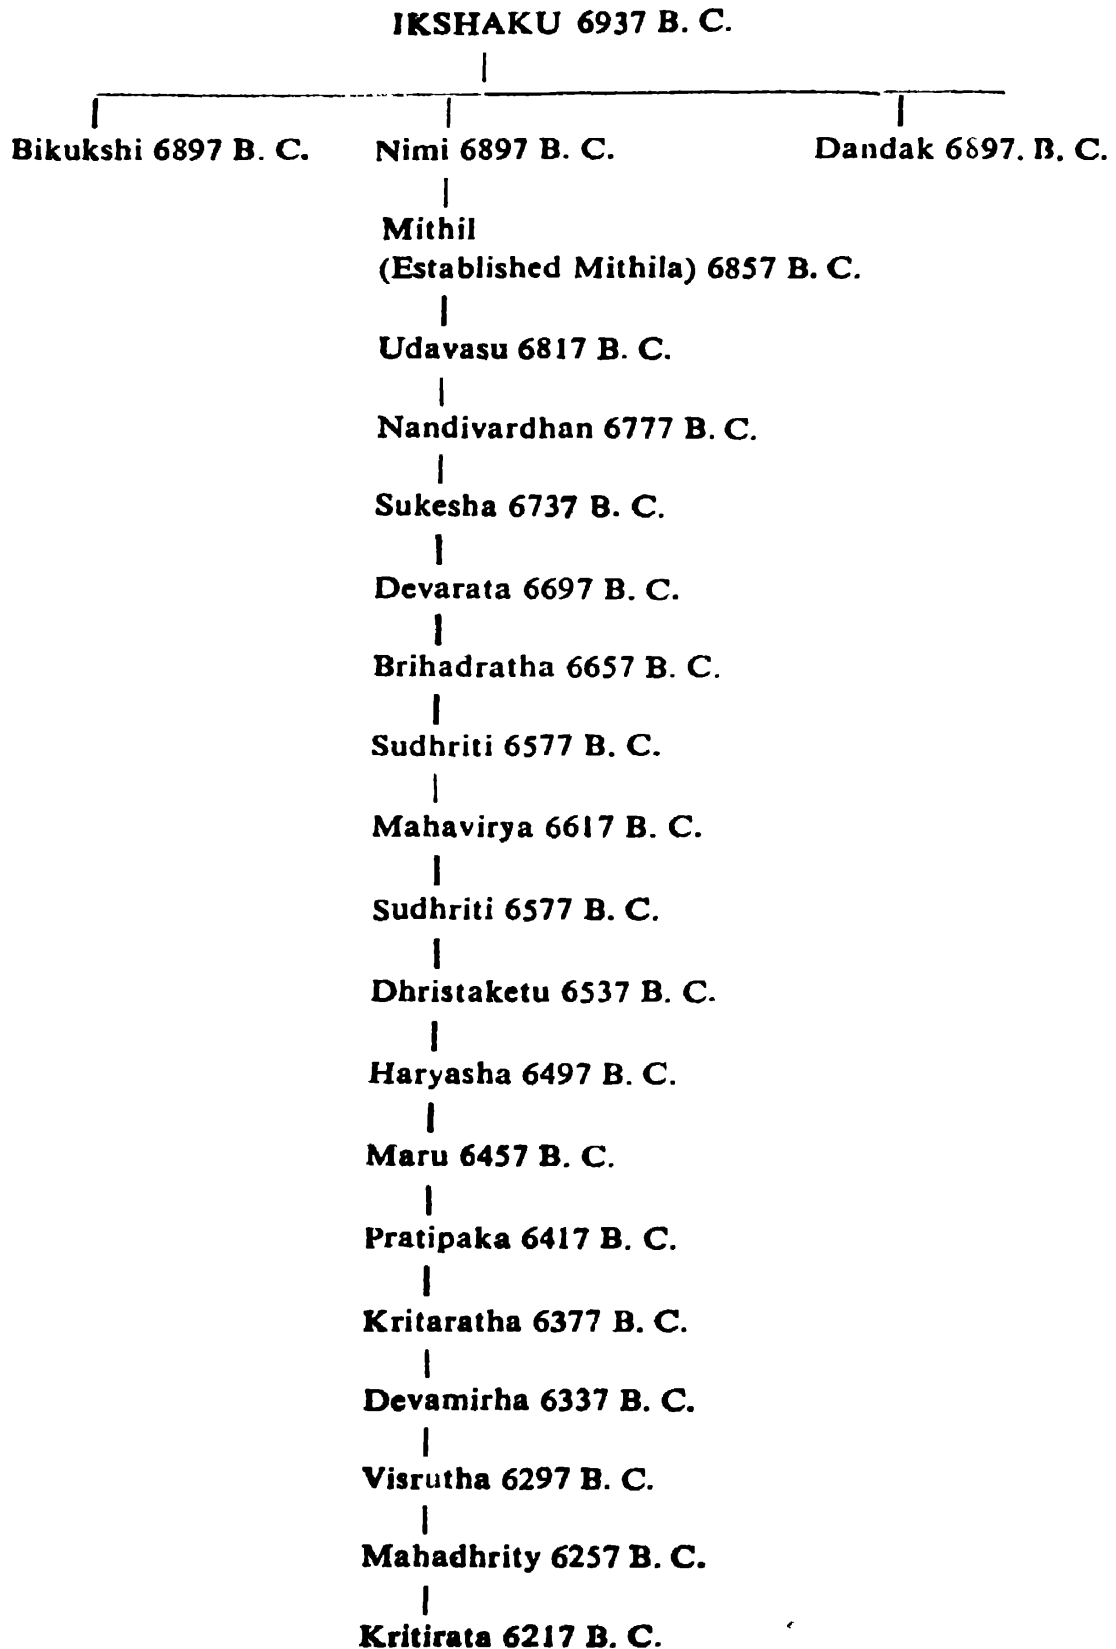 IKSHAKU 6937 B. C.
Bikukshi 6897 B. C. Nimi 6897 B. C. Dandak 6897. B. C.
Mithil
(Established Mithila) 6857 B. C.
Udavasu 6817 B. C.
Nandivardhan 6777 B. C.
Sukesha 6737 B. C.
Devarata 6697 B. C.
Brihadratha 6657 B. C.
Sudhriti 6577 B. C.
Mahavirya 6617 B. C.
Sudhriti 6577 B. C.
Dhristaketu 6537 B. C.
Haryasha 6497 B. C.
Maru 6457 B. C.
Pratipaka 6417 B. C.
Kritaratha 6377 B. C.
Devamirha 6337 B. C.
Visrutha 6297 B. C.
Mahadhrity 6257 B. C.
Kritirata 6217 B. C.